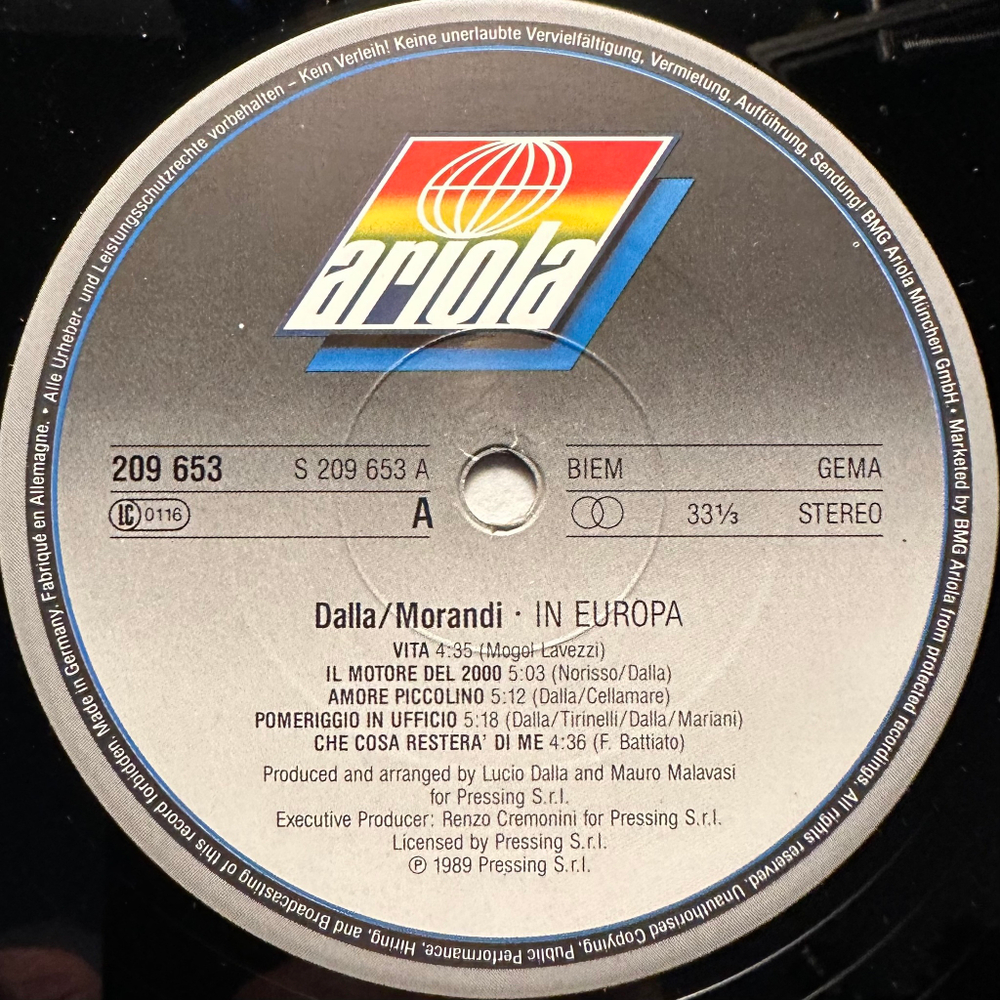 Made in Germany. Fabriqué en Allemagne. • Alle Urheber- und Leistungsschutzrechte vorbehalten – Kein Verleih! Keine unerlaubte Vervielfältigung, Vermietung, Aufführung, Sendung! BMG Ariola München GmbH • Marketed by BMG Ariola from protected recordings. All rights reserved. Unauthorised Copying, Public Performance, Hiring, and Broadcasting of this record forbidden.
ariola
209 653 S 209 653 A BIEM GEMA
LC 0116 A 33⅓ STEREO
Dalla/Morandi · IN EUROPA
VITA 4:35 (Mogol Lavezzi)
IL MOTORE DEL 2000 5:03 (Norisso/Dalla)
AMORE PICCOLINO 5:12 (Dalla/Cellamare)
POMERIGGIO IN UFFICIO 5:18 (Dalla/Tirinelli/Dalla/Mariani)
CHE COSA RESTERA' DI ME 4:36 (F. Battiato)
Produced and arranged by Lucio Dalla and Mauro Malavasi
for Pressing S.r.l.
Executive Producer: Renzo Cremonini for Pressing S.r.l.
Licensed by Pressing S.r.l.
℗ 1989 Pressing S.r.l.